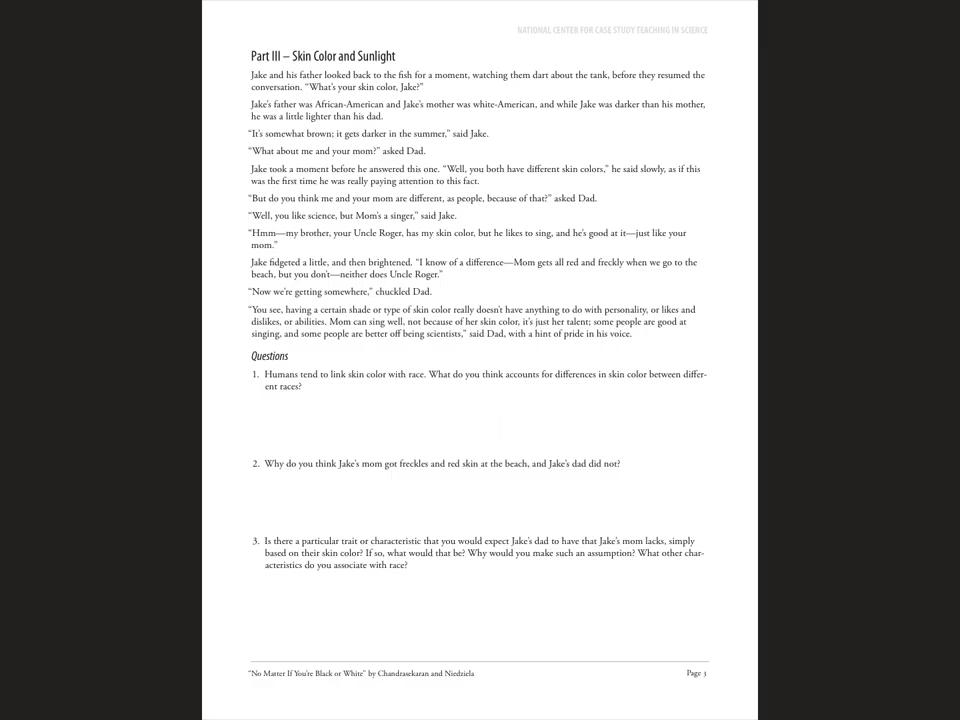 NATIONAL CENTER FOR CASE STUDY TEACHING IN SCIENCE
Part III – Skin Color and Sunlight
Jake and his father looked back to the fish for a moment, watching them dart about the tank, before they resumed the
conversation. “What’s your skin color, Jake?”
Jake’s father was African-American and Jake’s mother was white-American, and while Jake was darker than his mother,
he was a little lighter than his dad.
“It’s somewhat brown; it gets darker in the summer,” said Jake.
“What about me and your mom?” asked Dad.
Jake took a moment before he answered this one. “Well, you both have different skin colors,” he said slowly, as if this
was the first time he was really paying attention to this fact.
“But do you think me and your mom are different, as people, because of that?” asked Dad.
“Well, you like science, but Mom’s a singer,” said Jake.
“Hmm—my brother, your Uncle Roger, has my skin color, but he likes to sing, and he’s good at it—just like your
mom.”
Jake fidgeted a little, and then brightened. “I know of a difference—Mom gets all red and freckly when we go to the
beach, but you don’t—neither does Uncle Roger.”
“Now we’re getting somewhere,” chuckled Dad.
“You see, having a certain shade or type of skin color really doesn’t have anything to do with personality, or likes and
dislikes, or abilities. Mom can sing well, not because of her skin color, it’s just her talent; some people are good at
singing, and some people are better off being scientists,” said Dad, with a hint of pride in his voice.
Questions
1. Humans tend to link skin color with race. What do you think accounts for differences in skin color between differ-
ent races?
2. Why do you think Jake’s mom got freckles and red skin at the beach, and Jake’s dad did not?
3. Is there a particular trait or characteristic that you would expect Jake’s dad to have that Jake’s mom lacks, simply
based on their skin color? If so, what would that be? Why would you make such an assumption? What other char-
acteristics do you associate with race?
“No Matter If You’re Black or White” by Chandrasekaran and Niedziela
Page 3